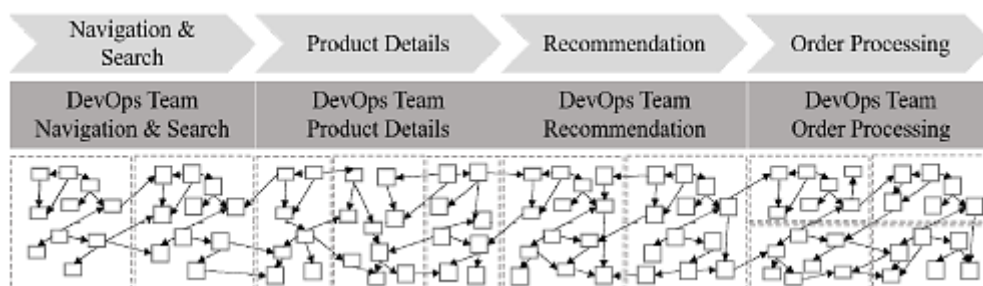 Navigation &
Search
Product Details
Recommendation
Order Processing
DevOps Team
Navigation & Search
DevOps Team
Product Details
DevOps Team
Recommendation
DevOps Team
Order Processing